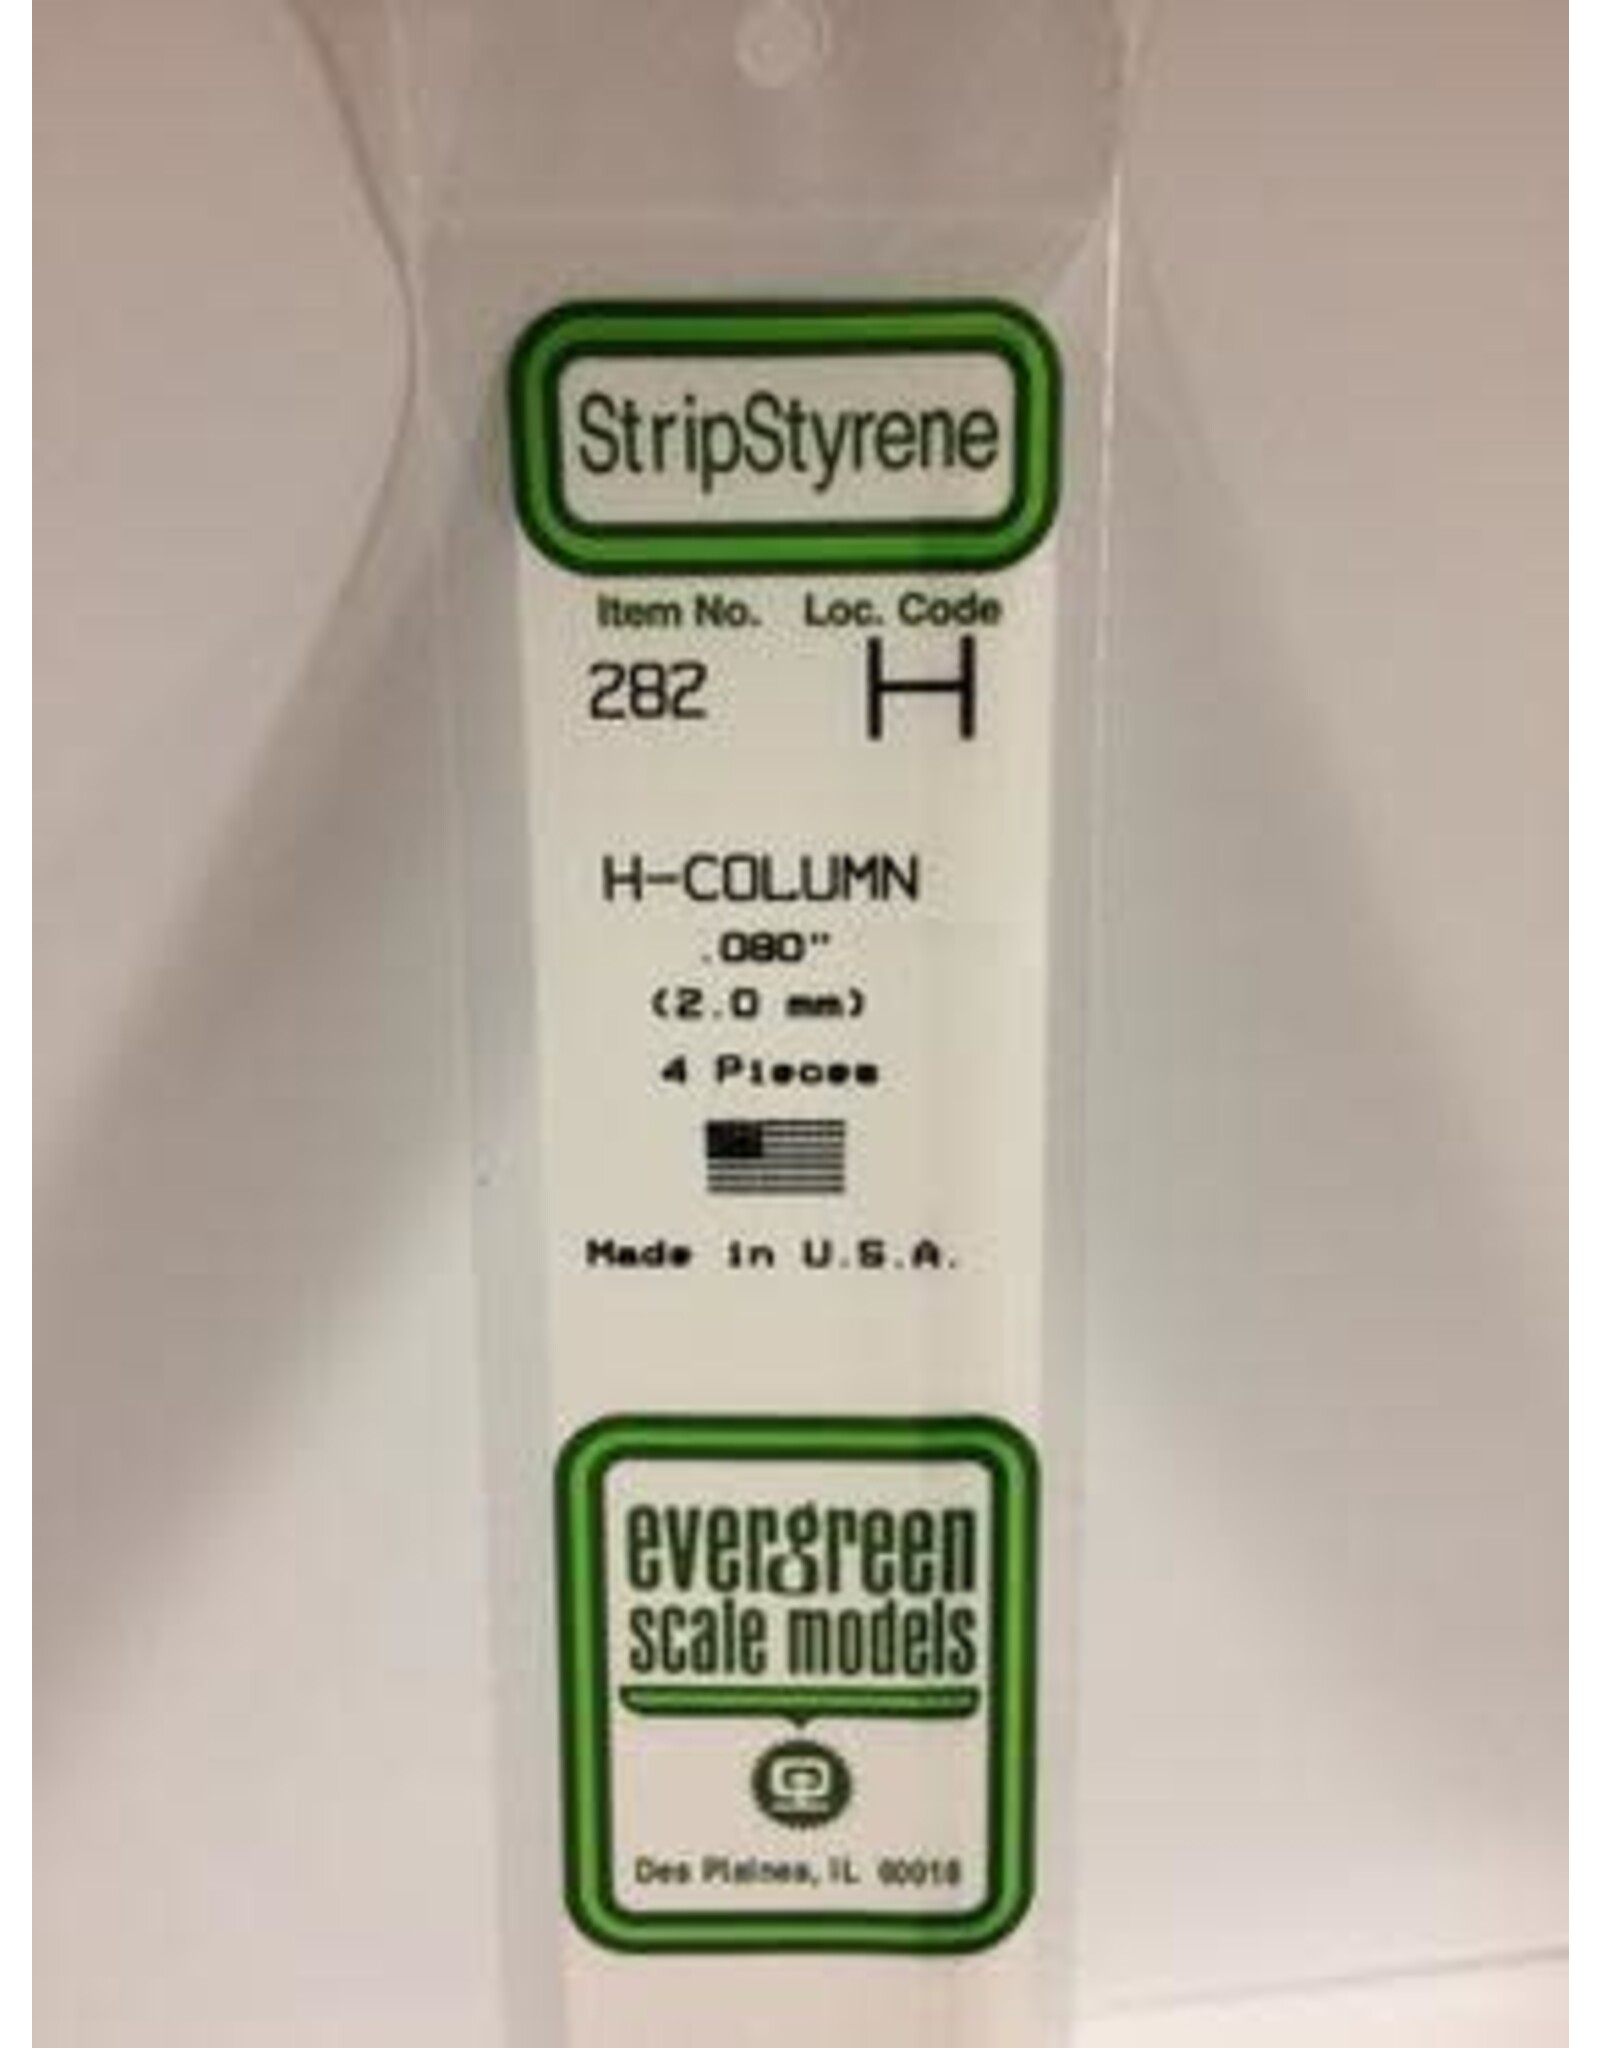 StripStyrene
Item No. Loc. Code
282 H
H-COLUMN
.080"
(2.0 mm)
4 Pieces
Made in U.S.A.
evergreen
scale models
Des Plaines, IL 60018